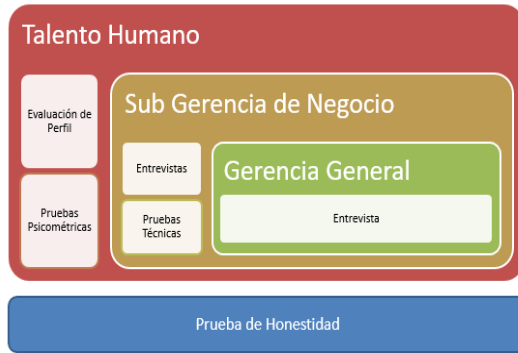 Talento Humano
Evaluación de
Perfil
Pruebas
Psicométricas
Sub Gerencia de Negocio
Entrevistas
Pruebas
Técnicas
Gerencia General
Entrevista
Prueba de Honestidad